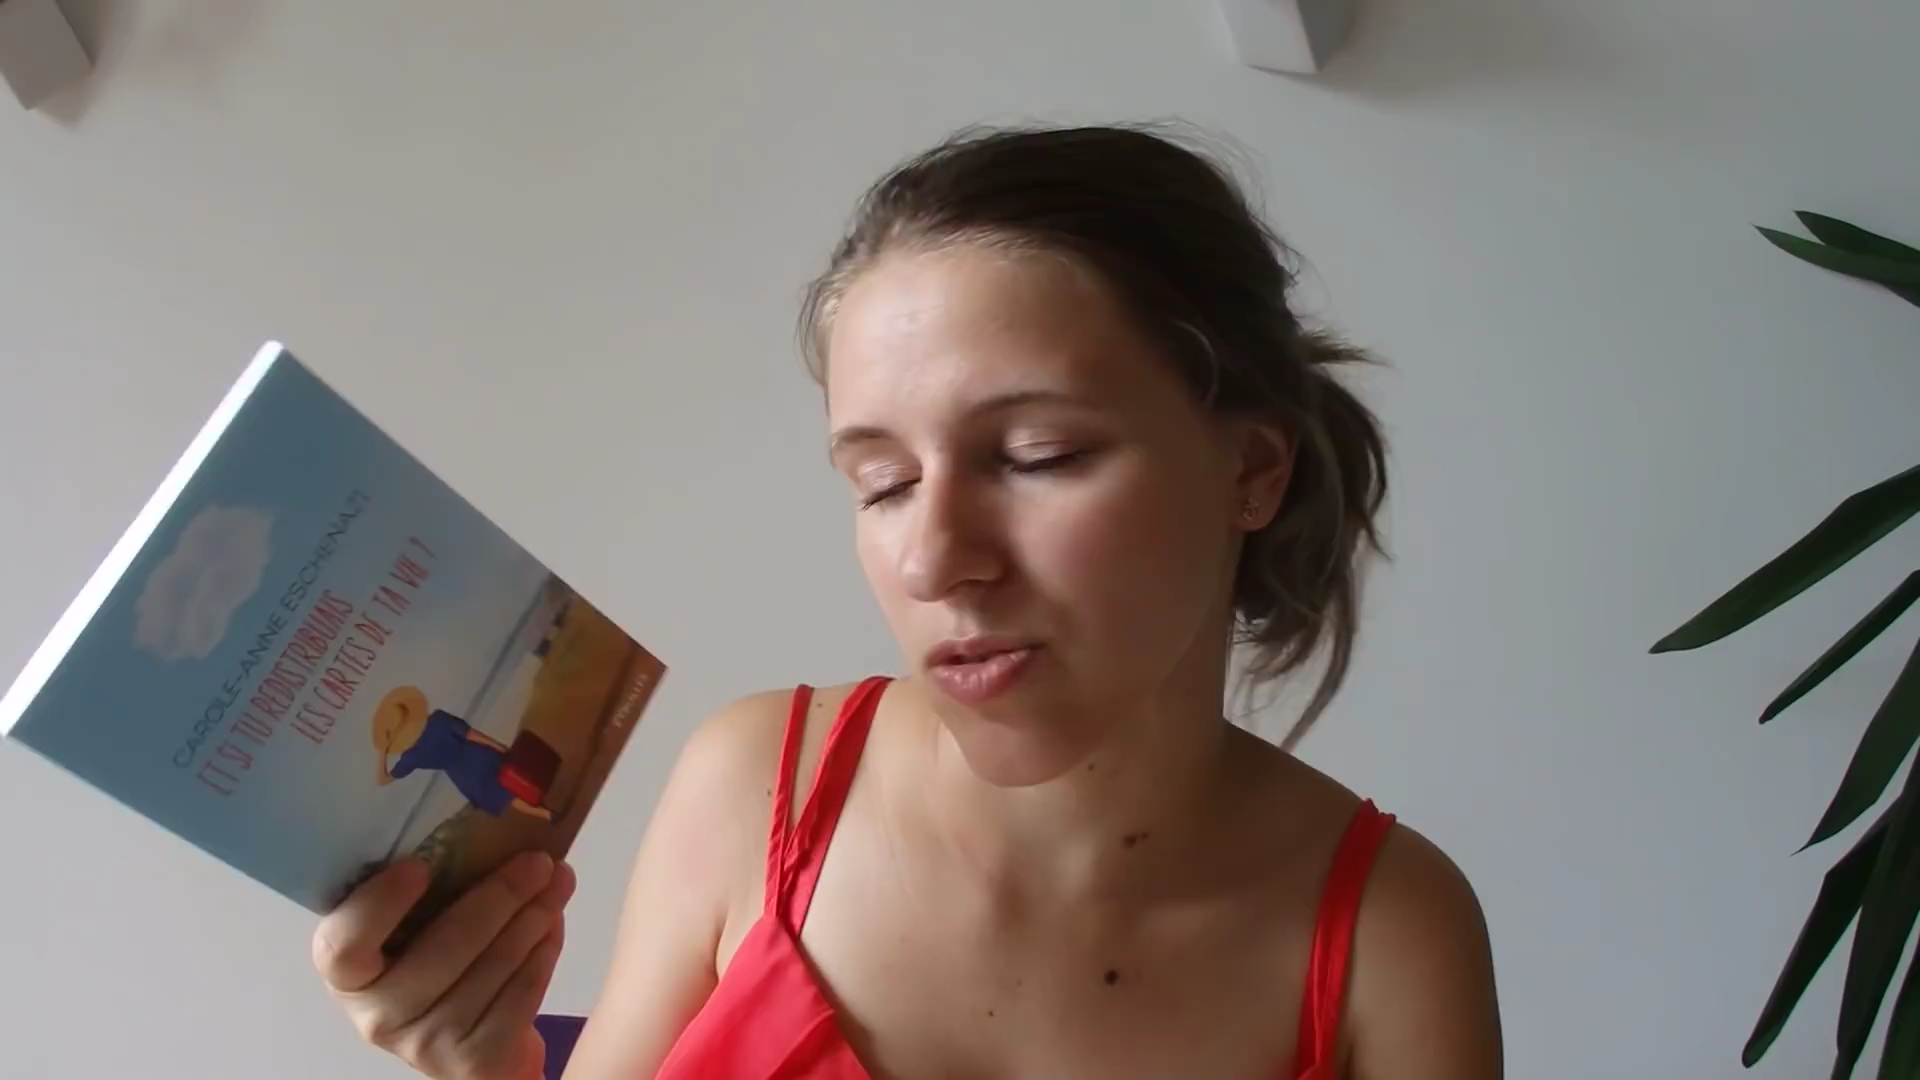 CAROLE-ANNE ESCHENAZI
ET SI TU REDISTRIBUAIS
LES CARTES DE TA VIE ?